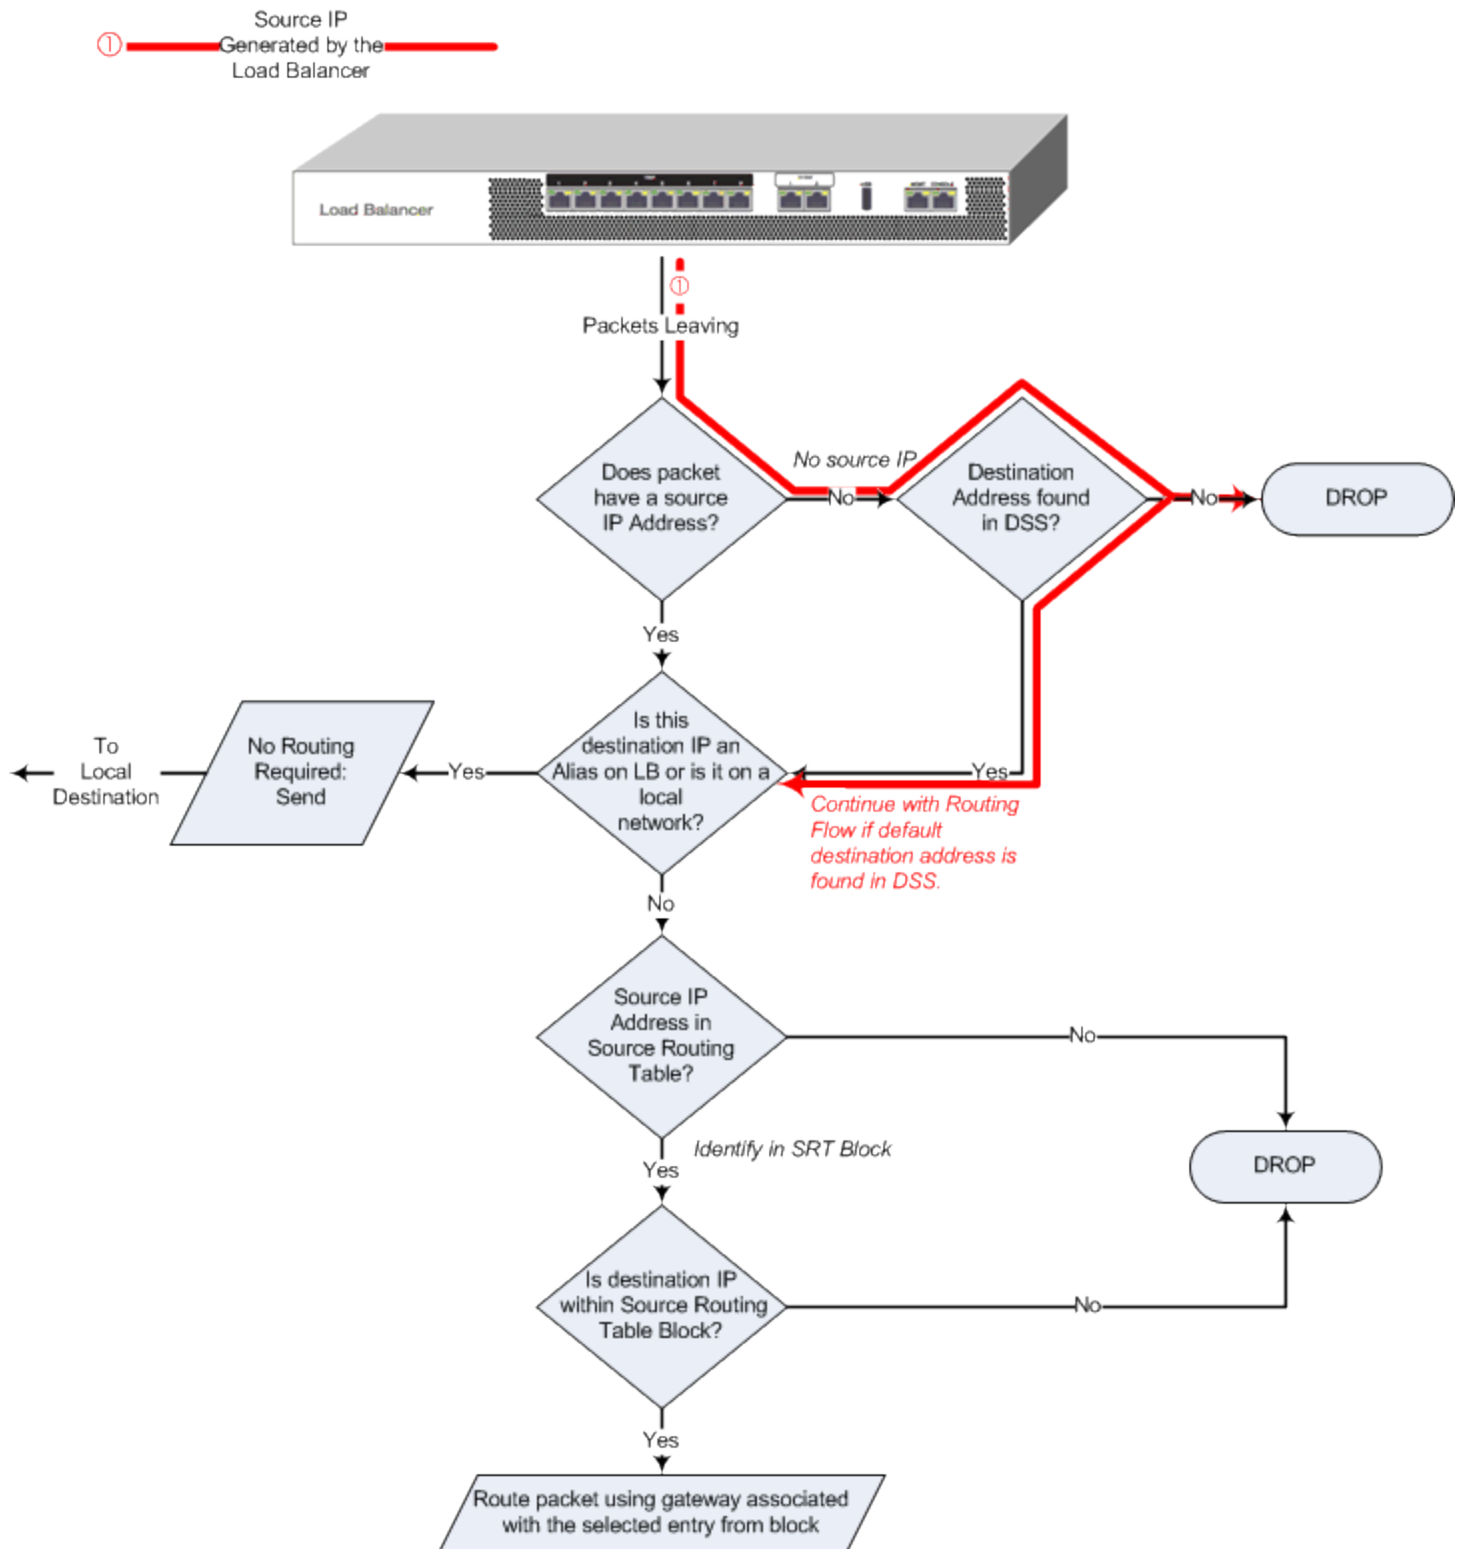 Source IP
① Generated by the
Load Balancer
Load Balancer
MGMT CONSOLE
①
Packets Leaving
Does packet
have a source
IP Address?
No source IP
No
Destination
Address found
in DSS?
No
DROP
Yes
Is this
destination IP an
Alias on LB or is it on a
local
network?
Yes
No Routing
Required:
Send
To
Local
Destination
Yes
Continue with Routing
Flow if default
destination address is
found in DSS.
No
Source IP
Address in
Source Routing
Table?
No
Identify in SRT Block
Yes
DROP
Is destination IP
within Source Routing
Table Block?
No
Yes
Route packet using gateway associated
with the selected entry from block